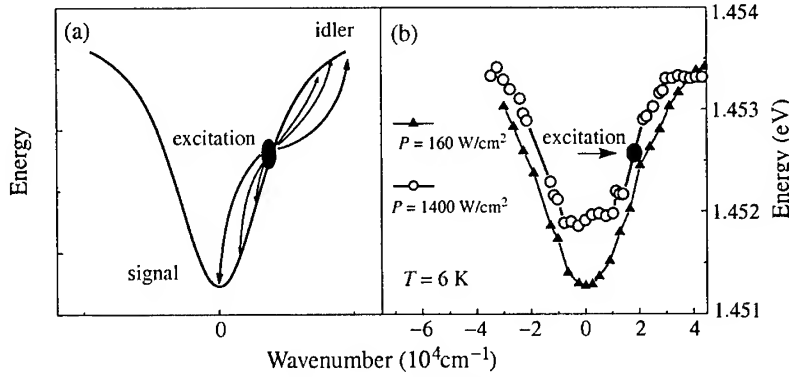 (a)
idler
excitation
signal
Energy
0
(b)
excitation
P = 160 W/cm²
P = 1400 W/cm²
T = 6 K
−6 −4 −2 0 2 4
1.454
1.453
1.452
1.451
Energy (eV)
Wavenumber (10⁴cm⁻¹)